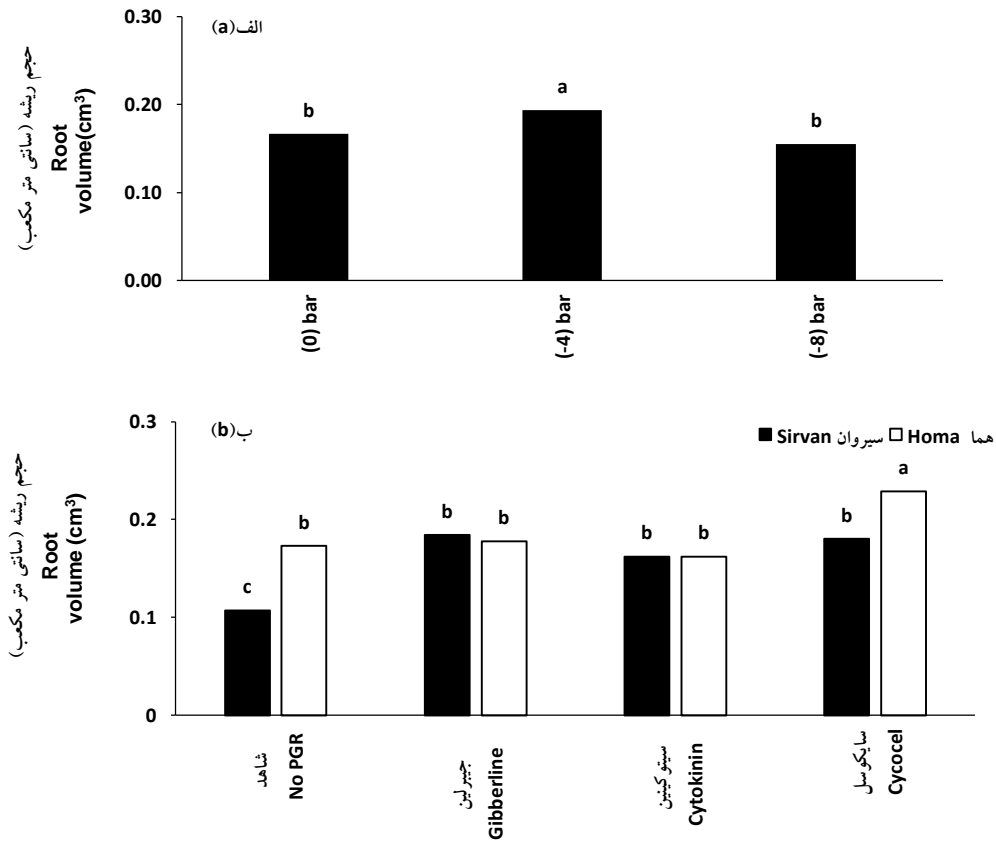 الف(a)
حجم ریشه (سانتی متر مکعب)
Root
volume(cm³)
0.30
0.20
0.10
0.00
b
a
b
(0) bar
(-4) bar
(-8) bar
ب(b)
Sirvan سیروان
Homa هما
حجم ریشه (سانتی متر مکعب)
Root
volume (cm³)
0.3
0.2
0.1
0
c
b
b
b
b
b
b
a
شاهد
No PGR
جیبرلین
Gibberline
سیتوکینین
Cytokinin
سایکوسل
Cycocel